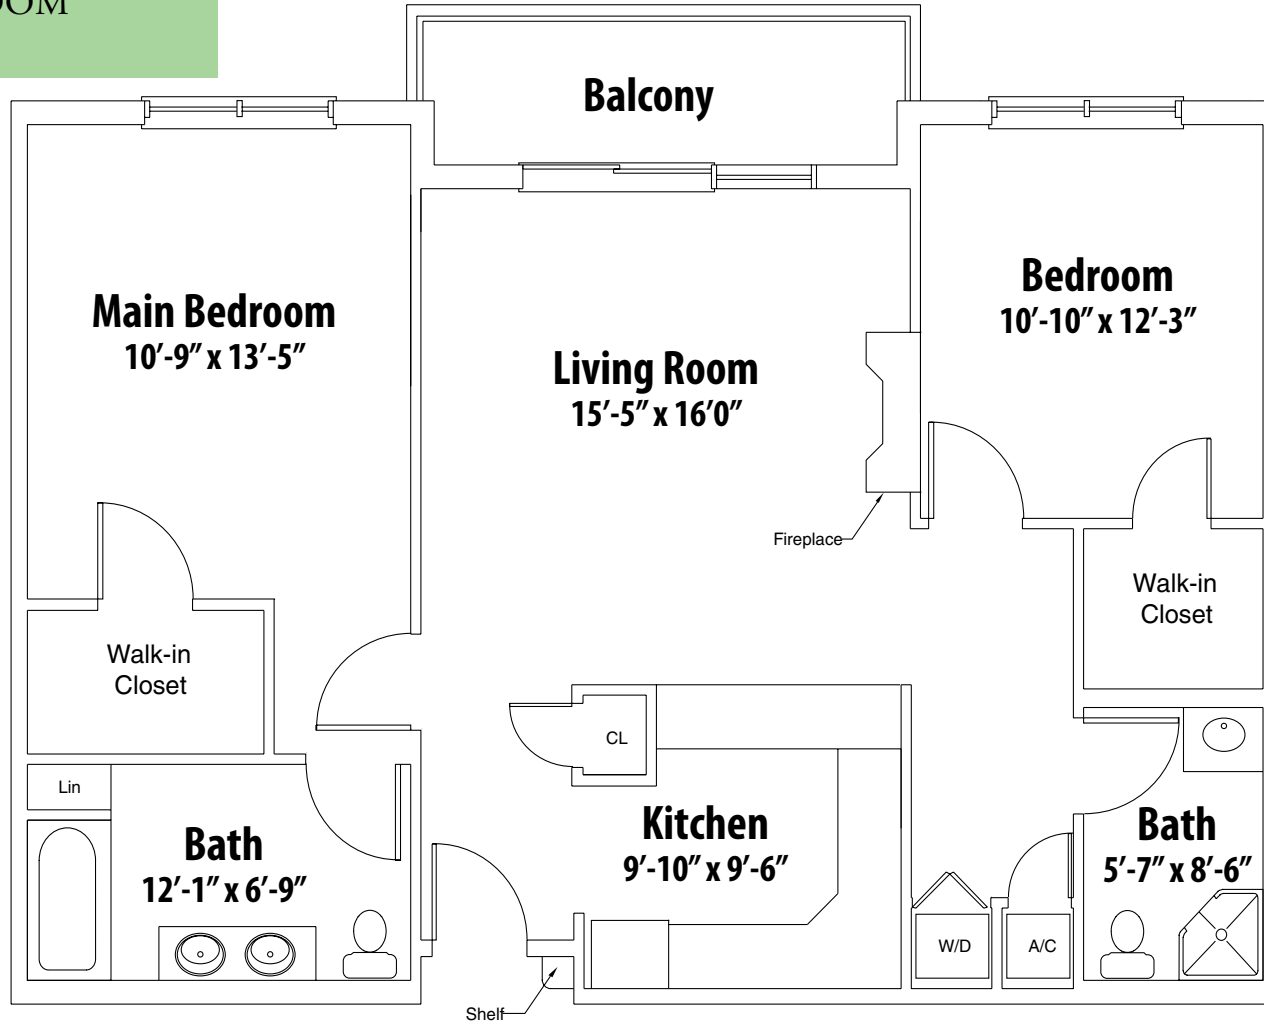 Balcony
Main Bedroom
10′-9″ x 13′-5″
Living Room
15′-5″ x 16′0″
Bedroom
10′-10″ x 12′-3″
Fireplace
Walk-in
Closet
Walk-in
Closet
CL
Lin
Bath
12′-1″ x 6′-9″
Kitchen
9′-10″ x 9′-6″
Bath
5′-7″ x 8′-6″
W/D
A/C
Shelf